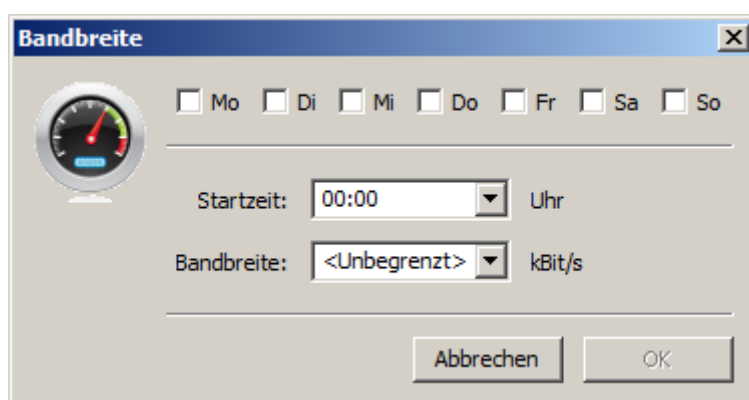 Bandbreite
Mo Di Mi Do Fr Sa So
Startzeit: 00:00 Uhr
Bandbreite: <Unbegrenzt> kBit/s
Abbrechen OK